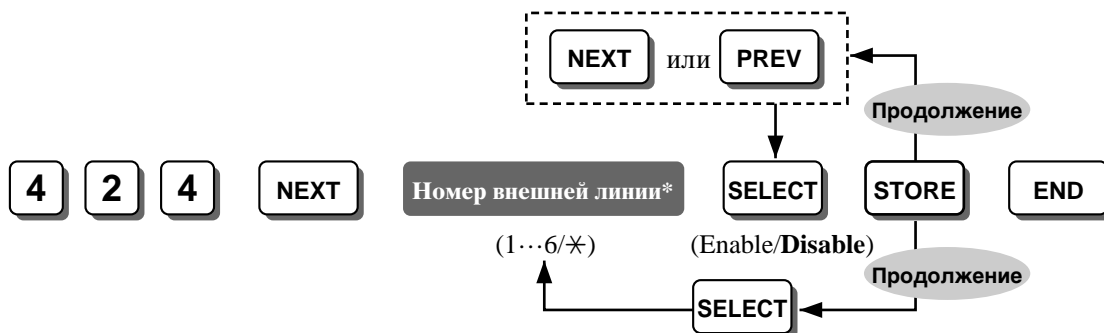 NEXT или PREV
Продолжение
4 2 4 NEXT Номер внешней линии* SELECT STORE END
(1···6/✳) (Enable/Disable)
Продолжение
SELECT